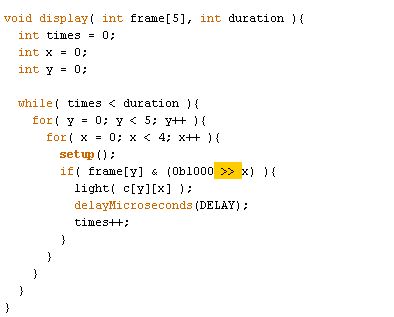 void display( int frame[5], int duration ){
  int times = 0;
  int x = 0;
  int y = 0;

  while( times < duration ){
    for( y = 0; y < 5; y++ ){
      for( x = 0; x < 4; x++ ){
        setup();
        if( frame[y] & (0b1000 >> x) ){
          light( c[y][x] );
          delayMicroseconds(DELAY);
          times++;
        }
      }
    }
  }
}